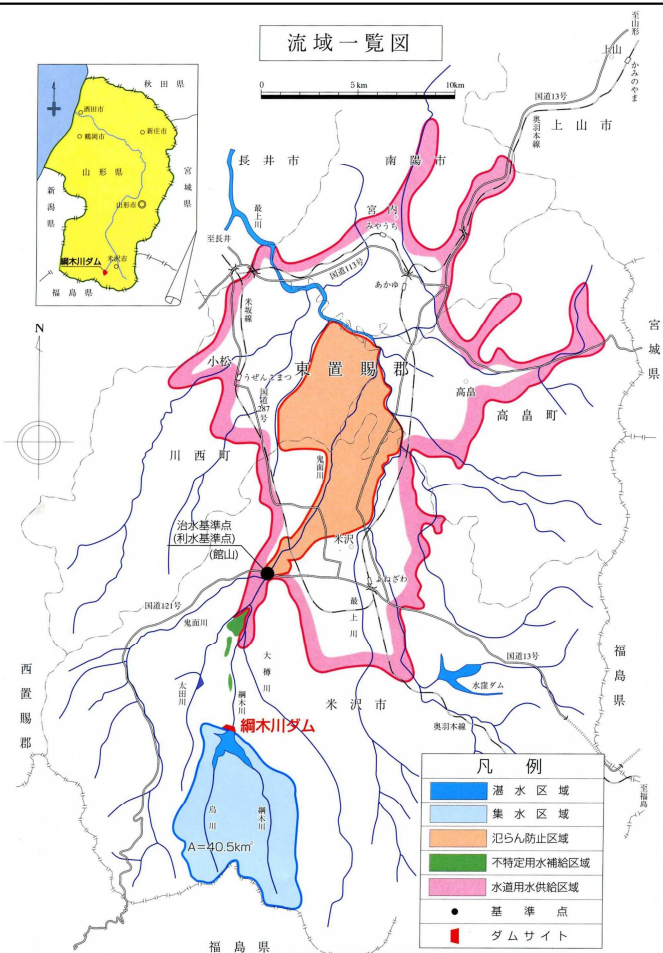 流域一覧図
0 5km 10km
秋田県
酒田市
新庄市
鶴岡市
山形県
宮城県
新潟県
山形市
米沢市
綱木川ダム
福島県
至山形
上山
かみのやま
国道13号
奥羽本線
上山市
長井市
南陽市
最上川
宮内
みやうち
至長井
国道113号
あかゆ
米坂線
宮城県
小松
うぜんこまつ
東置賜郡
国道287号
高畠
高畠町
N
川西町
鬼面川
治水基準点
(利水基準点)
(館山)
米沢
よねざわ
国道121号
鬼面川
最上川
福島県
西置賜郡
大樽川
国道13号
水窪ダム
太田川
綱木川
米沢市
奥羽本線
綱木川ダム
至福島
綱木川
A=40.5km²
福島県
凡例
湛水区域
集水区域
氾らん防止区域
不特定用水補給区域
水道用水供給区域
基準点
ダムサイト